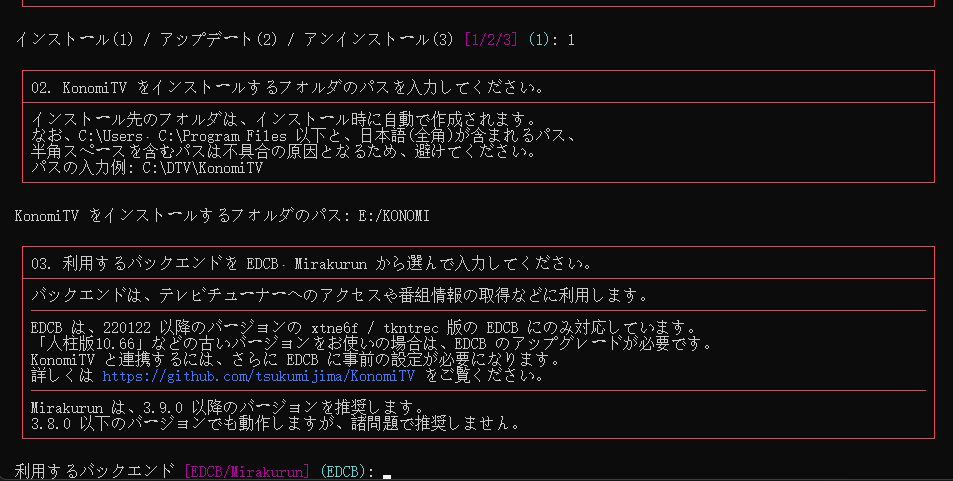 インストール(1) / アップデート(2) / アンインストール(3) [1/2/3] (1): 1
02. KonomiTV をインストールするフォルダのパスを入力してください。
インストール先のフォルダは、インストール時に自動で作成されます。
なお、C:\Users・C:\Program Files 以下と、日本語(全角)が含まれるパス、
半角スペースを含むパスは不具合の原因となるため、避けてください。
パスの入力例: C:\DTV\KonomiTV
KonomiTV をインストールするフォルダのパス: E:/KONOMI
03. 利用するバックエンドを EDCB・Mirakurun から選んで入力してください。
バックエンドは、テレビチューナーへのアクセスや番組情報の取得などに利用します。
EDCB は、220122 以降のバージョンの xtne6f / tkntrec 版の EDCB にのみ対応しています。
「人柱版10.66」などの古いバージョンをお使いの場合は、EDCB のアップグレードが必要です。
KonomiTV と連携するには、さらに EDCB に事前の設定が必要になります。
詳しくは https://github.com/tsukumijima/KonomiTV をご覧ください。
Mirakurun は、3.9.0 以降のバージョンを推奨します。
3.8.0 以下のバージョンでも動作しますが、諸問題で推奨しません。
利用するバックエンド [EDCB/Mirakurun] (EDCB):